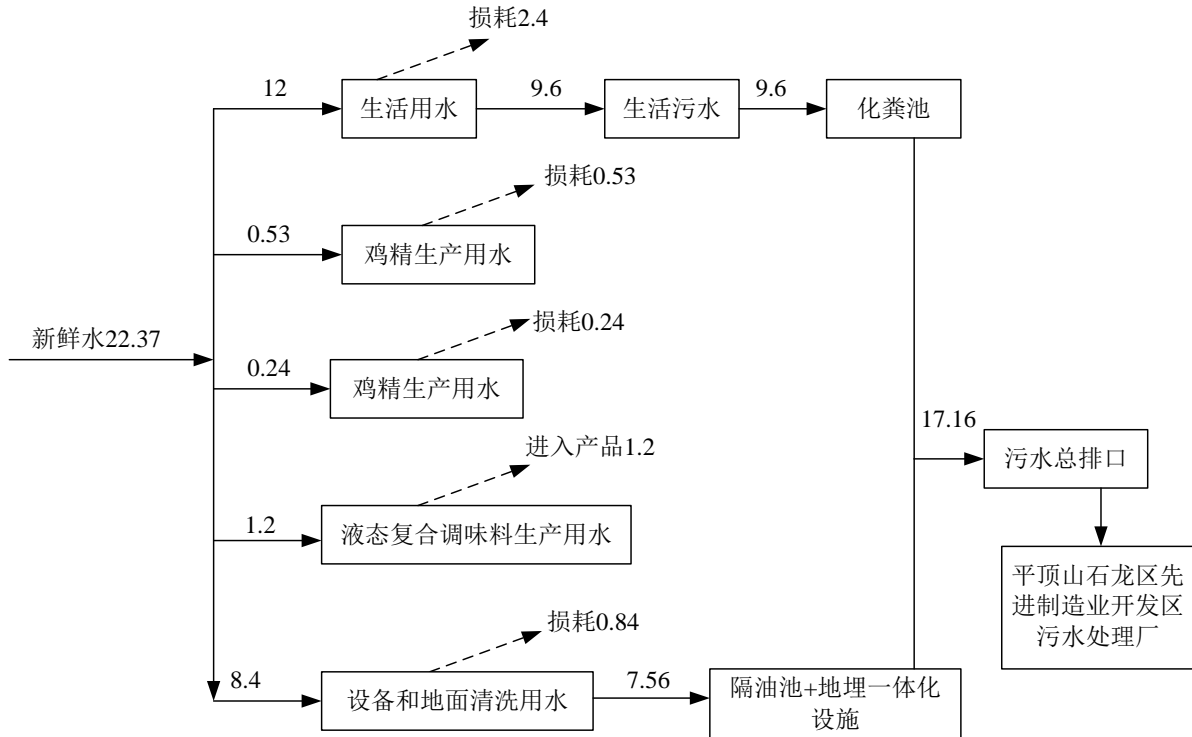 损耗2.4
12
生活用水
9.6
生活污水
9.6
化粪池
损耗0.53
0.53
鸡精生产用水
新鲜水22.37
损耗0.24
0.24
鸡精生产用水
进入产品1.2
1.2
液态复合调味料生产用水
17.16
污水总排口
平顶山石龙区先
进制造业开发区
污水处理厂
损耗0.84
8.4
设备和地面清洗用水
7.56
隔油池+地埋一体化
设施